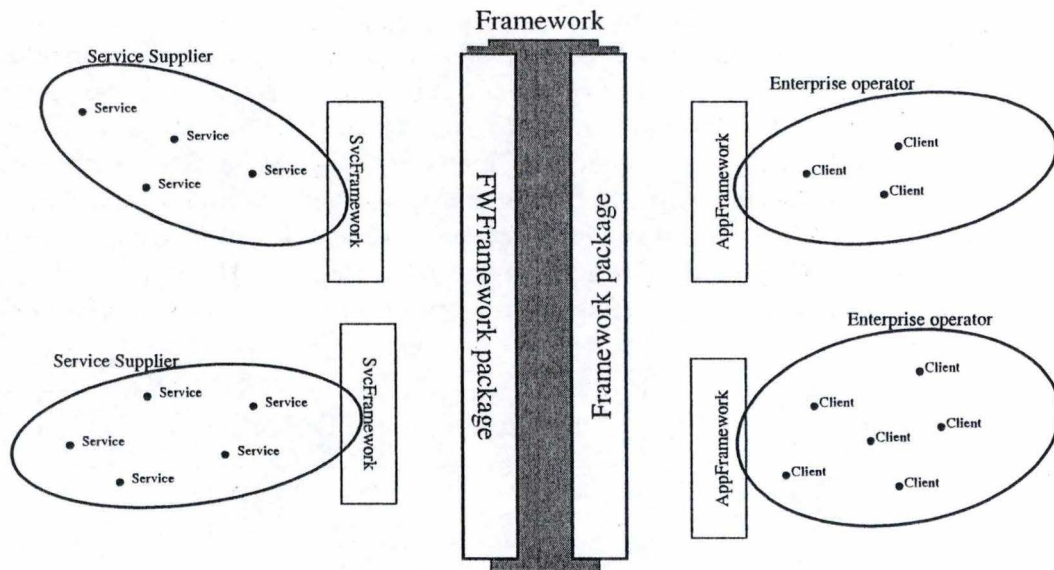 Framework
Service Supplier
Service
Service
Service
Service
SvcFramework
FWFramework package
Framework package
Enterprise operator
Client
Client
Client
AppFramework
Service Supplier
Service
Service
Service
Service
Service
SvcFramework
Enterprise operator
Client
Client
Client
Client
Client
Client
AppFramework